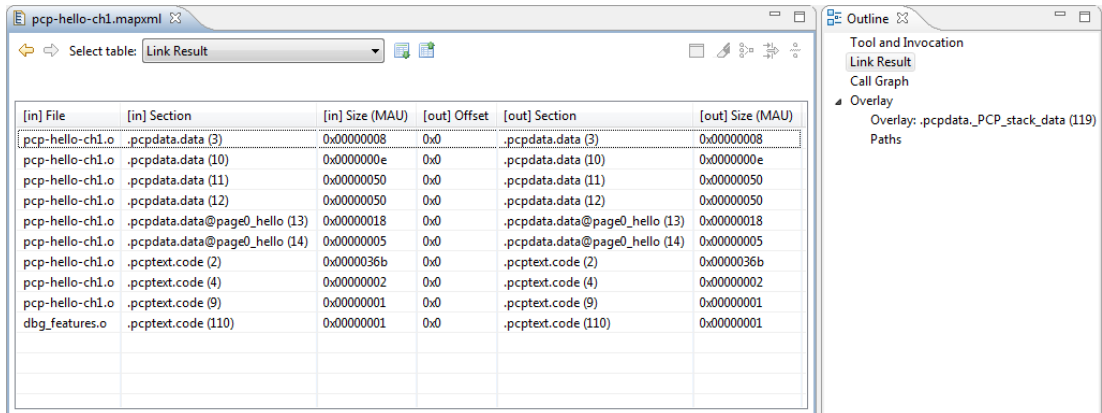 pcp-hello-ch1.mapxml
Select table: Link Result
[in] File [in] Section [in] Size (MAU) [out] Offset [out] Section [out] Size (MAU)
pcp-hello-ch1.o .pcpdata.data (3) 0x00000008 0x0 .pcpdata.data (3) 0x00000008
pcp-hello-ch1.o .pcpdata.data (10) 0x0000000e 0x0 .pcpdata.data (10) 0x0000000e
pcp-hello-ch1.o .pcpdata.data (11) 0x00000050 0x0 .pcpdata.data (11) 0x00000050
pcp-hello-ch1.o .pcpdata.data (12) 0x00000050 0x0 .pcpdata.data (12) 0x00000050
pcp-hello-ch1.o .pcpdata.data@page0_hello (13) 0x00000018 0x0 .pcpdata.data@page0_hello (13) 0x00000018
pcp-hello-ch1.o .pcpdata.data@page0_hello (14) 0x00000005 0x0 .pcpdata.data@page0_hello (14) 0x00000005
pcp-hello-ch1.o .pcptext.code (2) 0x0000036b 0x0 .pcptext.code (2) 0x0000036b
pcp-hello-ch1.o .pcptext.code (4) 0x00000002 0x0 .pcptext.code (4) 0x00000002
pcp-hello-ch1.o .pcptext.code (9) 0x00000001 0x0 .pcptext.code (9) 0x00000001
dbg_features.o .pcptext.code (110) 0x00000001 0x0 .pcptext.code (110) 0x00000001
Outline
Tool and Invocation
Link Result
Call Graph
Overlay
Overlay: .pcpdata._PCP_stack_data (119)
Paths